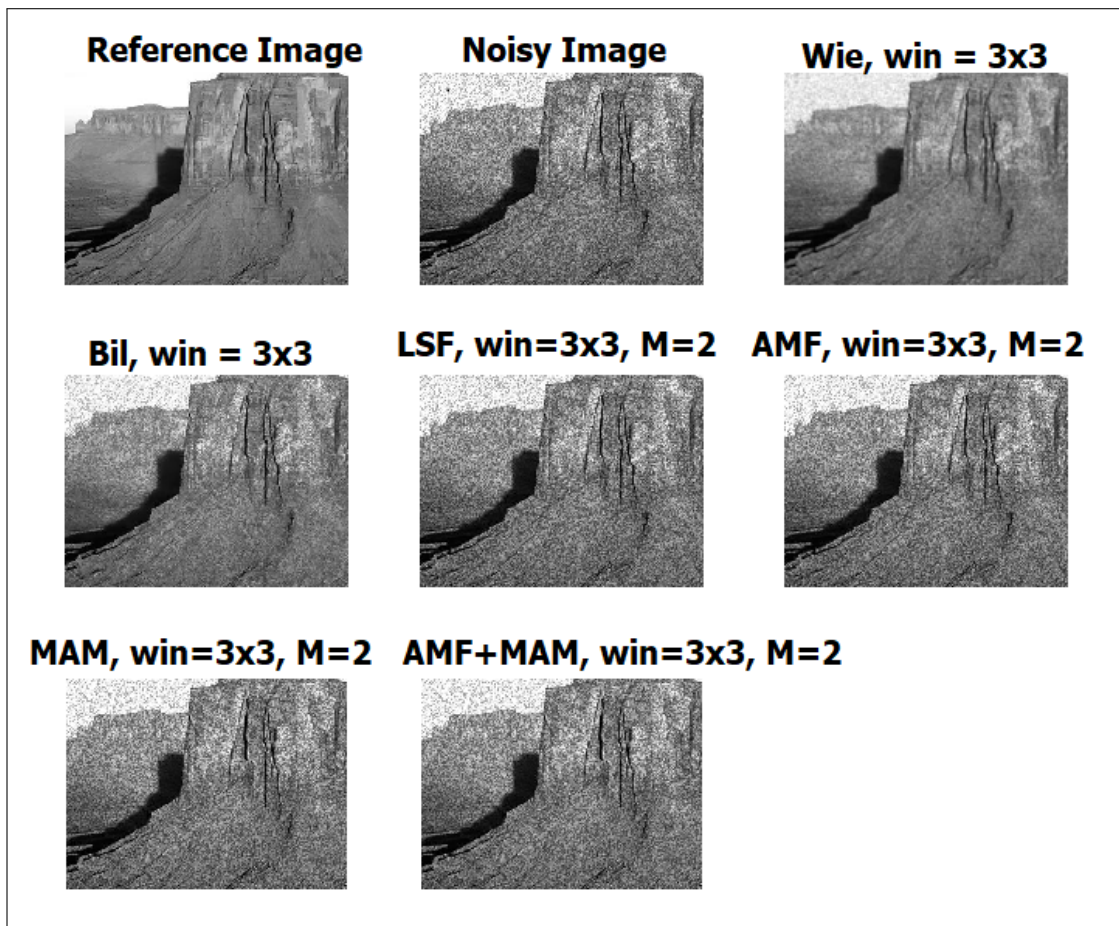 Reference Image
Noisy Image
Wie, win = 3x3
Bil, win = 3x3
LSF, win=3x3, M=2
AMF, win=3x3, M=2
MAM, win=3x3, M=2
AMF+MAM, win=3x3, M=2